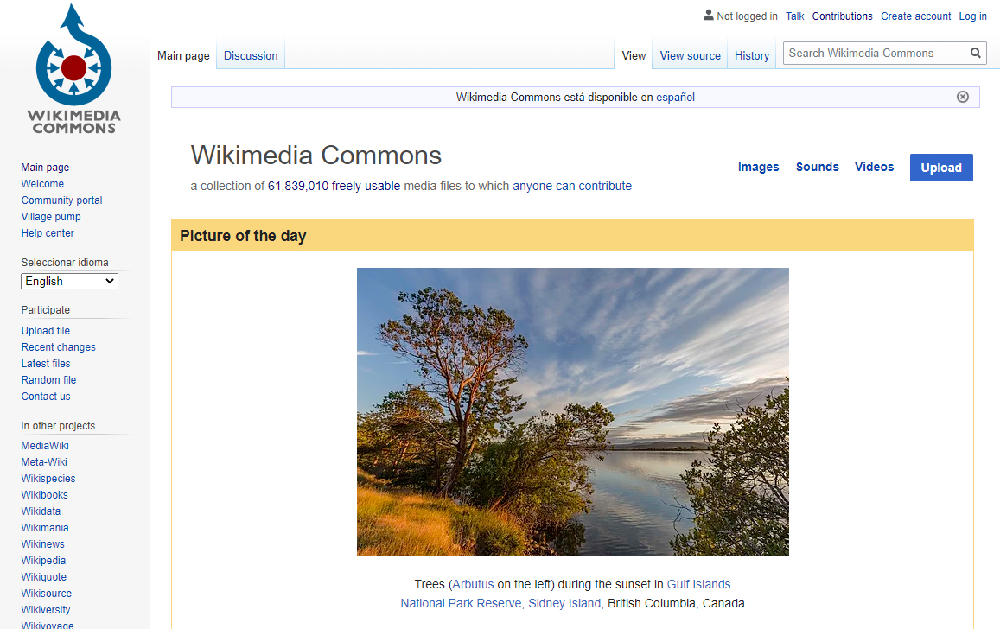 Not logged in Talk Contributions Create account Log in
Main page Discussion View View source History Search Wikimedia Commons
WIKIMEDIA
COMMONS
Wikimedia Commons está disponible en español
Wikimedia Commons
a collection of 61,839,010 freely usable media files to which anyone can contribute
Images Sounds Videos Upload
Main page
Welcome
Community portal
Village pump
Help center
Seleccionar idioma
English
Participate
Upload file
Recent changes
Latest files
Random file
Contact us
In other projects
MediaWiki
Meta-Wiki
Wikispecies
Wikibooks
Wikidata
Wikimania
Wikinews
Wikipedia
Wikiquote
Wikisource
Wikiversity
Wikivoyage
Picture of the day
Trees (Arbutus on the left) during the sunset in Gulf Islands
National Park Reserve, Sidney Island, British Columbia, Canada